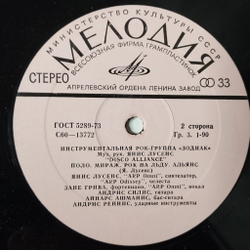 МИНИСТЕРСТВО КУЛЬТУРЫ СССР
МЕЛОДИЯ
ВСЕСОЮЗНАЯ ФИРМА ГРАМПЛАСТИНОК
СТЕРЕО
33
АПРЕЛЕВСКИЙ ОРДЕНА ЛЕНИНА ЗАВОД
ГОСТ 5289-73
2 сторона
С60—13772
Гр. 3. 1-90
ИНСТРУМЕНТАЛЬНАЯ РОК-ГРУППА «ЗОДИАК»
Муз. рук. ЯНИС ЛУСЕНС
"DISCO ALLIANCE"
ПОЛО. МИРАЖ. РОК НА ЛЬДУ. АЛЬЯНС
(Я. Лусенс)
ЯНИС ЛУСЕНС, "ARP Omni", синтезатор,
"ARP Odyssey", челеста
ЗАНЕ ГРИВА, фортепиано, "ARP Omni", вокал
АНДРИС СИЛИС, гитара
АЙНАРС АШМАНИС, бас-гитара
АНДРИС РЕЙНИС, ударные инструменты